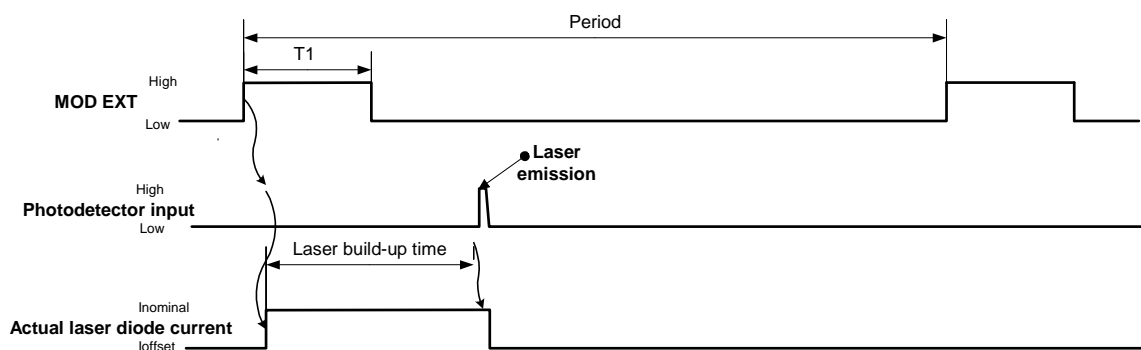 Period
T1
High
MOD EXT
Low
Laser
emission
High
Photodetector input
Low
Laser build-up time
Inominal
Actual laser diode current
Ioffset